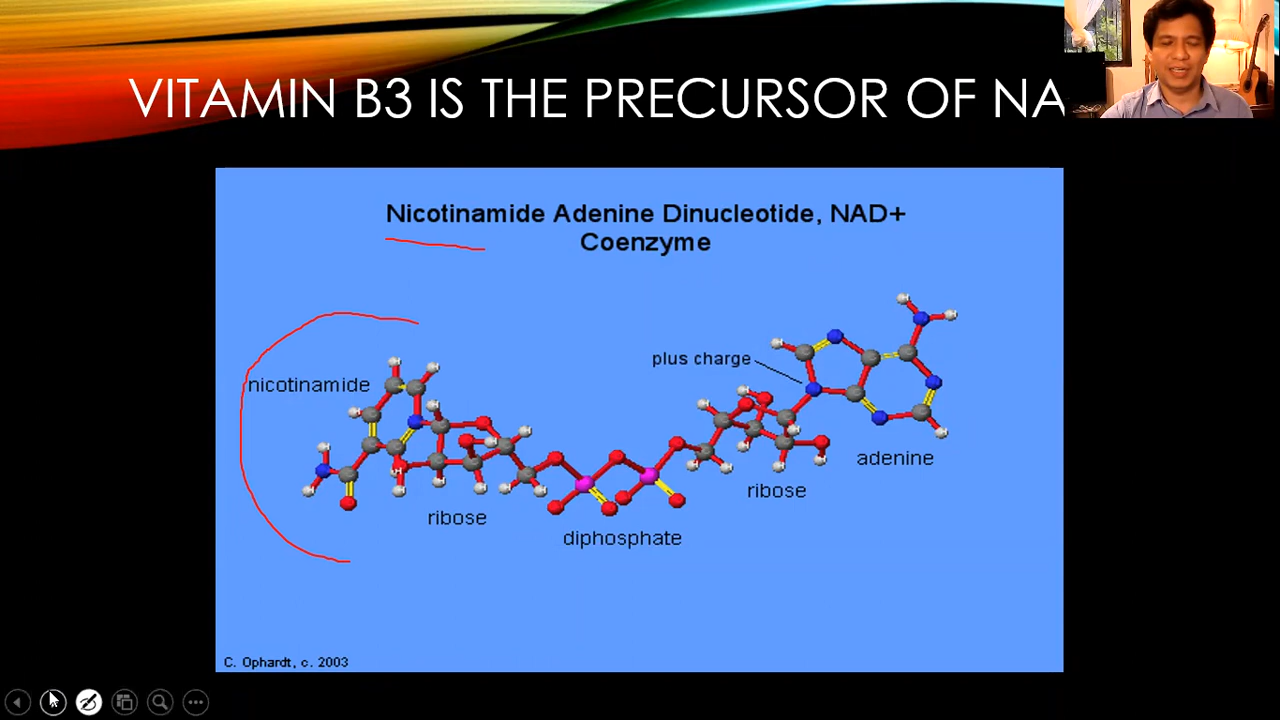 VITAMIN B3 IS THE PRECURSOR OF NA
Nicotinamide Adenine Dinucleotide, NAD+
Coenzyme
plus charge
nicotinamide
adenine
ribose
ribose
diphosphate
C. Ophardt, c. 2003